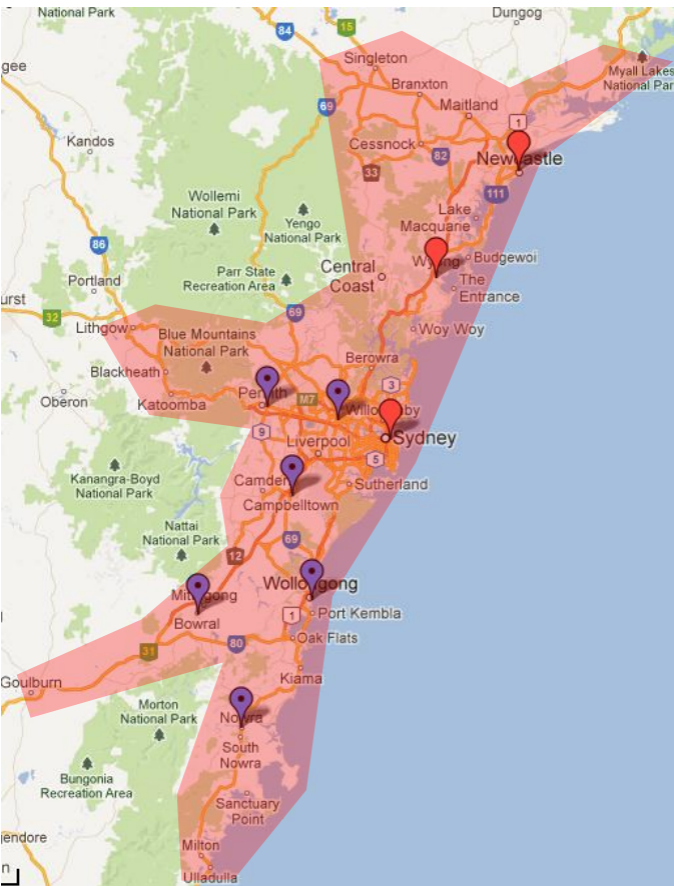 National Park
84
15
Dungog
gee
Singleton
Branxton
Myall Lakes
National Par
69
Maitland
1
Kandos
Cessnock
82
Newcastle
33
111
Wollemi
National Park
Yengo
National Park
Lake
Macquarie
86
Wyong
Budgewoi
Parr State
Recreation Area
Central
Coast
The
Entrance
Portland
urst
32
Lithgow
69
Woy Woy
Blue Mountains
National Park
Berowra
Blackheath
3
Oberon
Katoomba
Penrith
M7
Willoughby
9
Liverpool
Sydney
5
Kanangra-Boyd
National Park
Camden
Sutherland
Campbelltown
Nattai
National Park
69
12
Mittagong
Wollongong
Bowral
1
Port Kembla
31
80
Oak Flats
Goulburn
Kiama
Morton
National Park
Nowra
South
Nowra
Bungonia
Recreation Area
Sanctuary
Point
jendore
Milton
n
Ulladulla